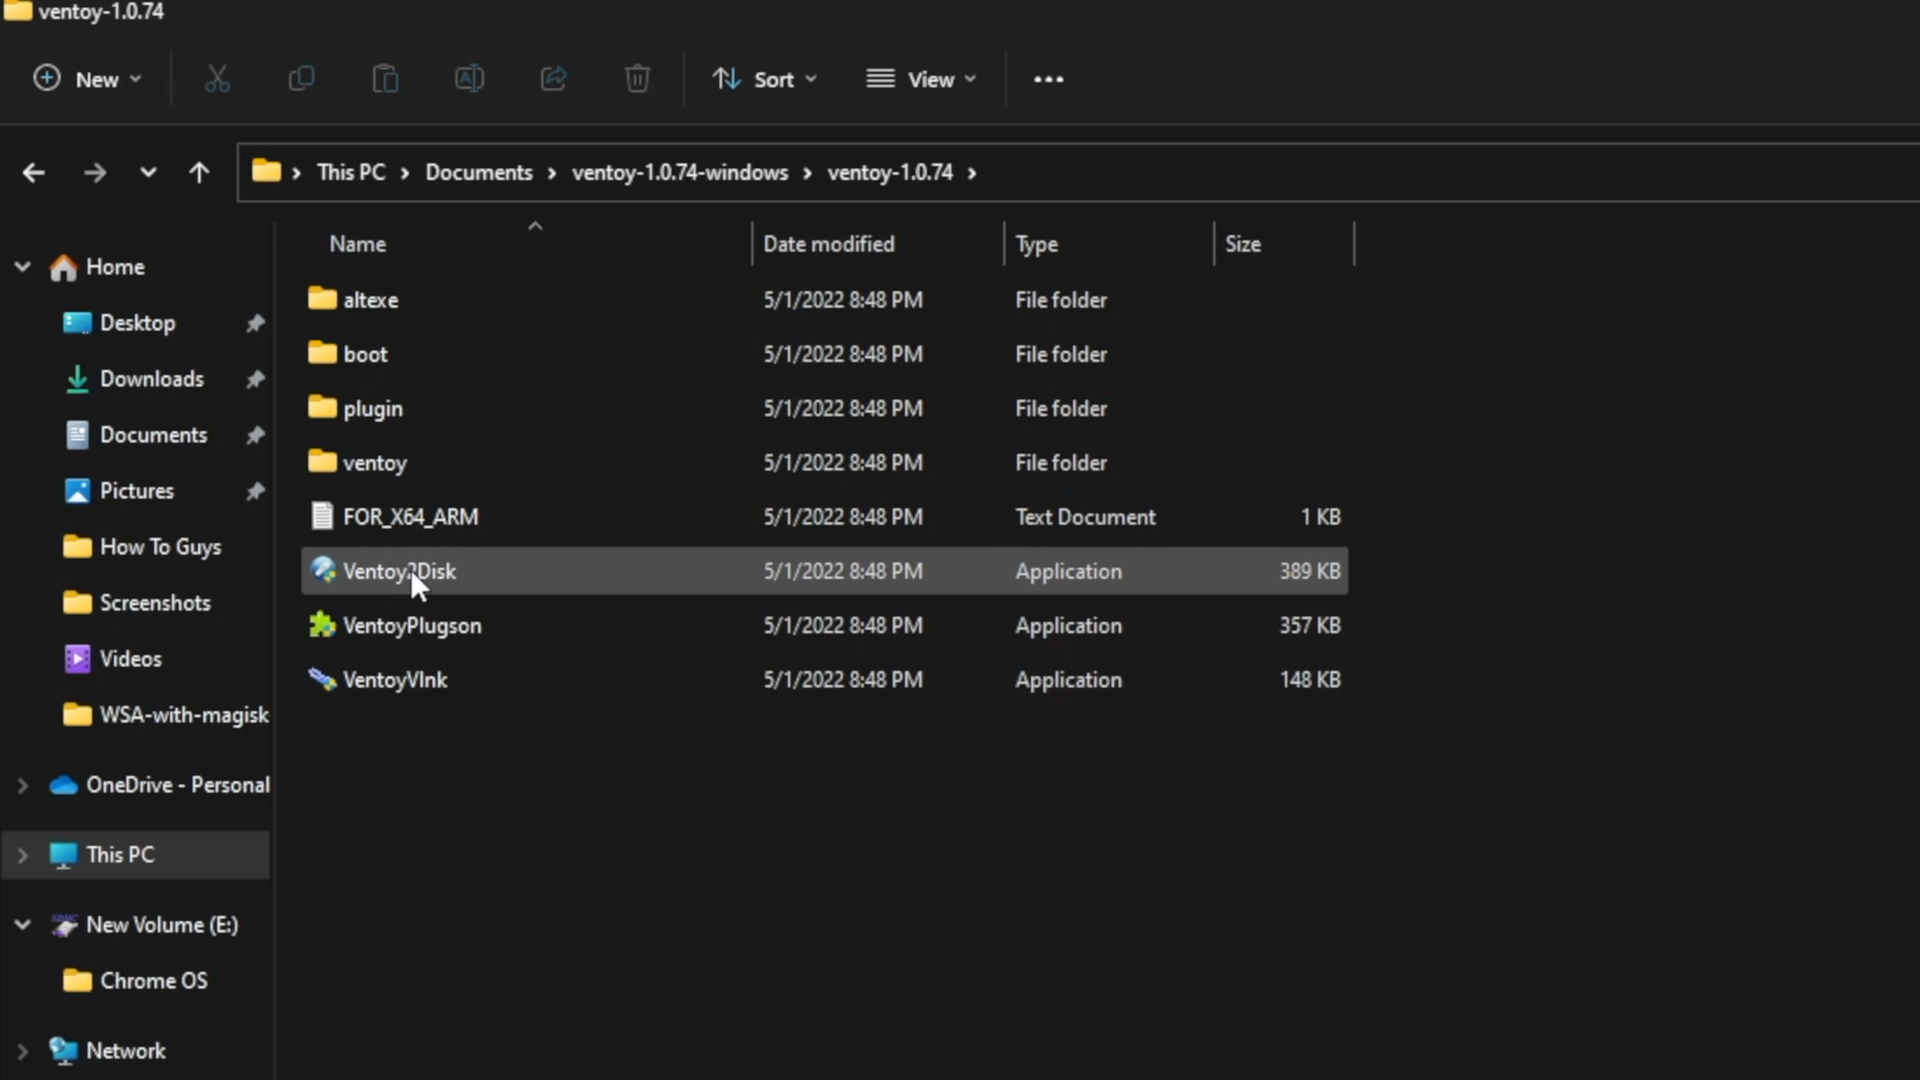 ventoy-1.0.74
New Sort View
This PC Documents ventoy-1.0.74-windows ventoy-1.0.74
Name Date modified Type Size
Home
Desktop
Downloads
Documents
Pictures
How To Guys
Screenshots
Videos
WSA-with-magisk
OneDrive - Personal
This PC
New Volume (E:)
Chrome OS
Network
altexe 5/1/2022 8:48 PM File folder
boot 5/1/2022 8:48 PM File folder
plugin 5/1/2022 8:48 PM File folder
ventoy 5/1/2022 8:48 PM File folder
FOR_X64_ARM 5/1/2022 8:48 PM Text Document 1 KB
Ventoy2Disk 5/1/2022 8:48 PM Application 389 KB
VentoyPlugson 5/1/2022 8:48 PM Application 357 KB
VentoyVlnk 5/1/2022 8:48 PM Application 148 KB